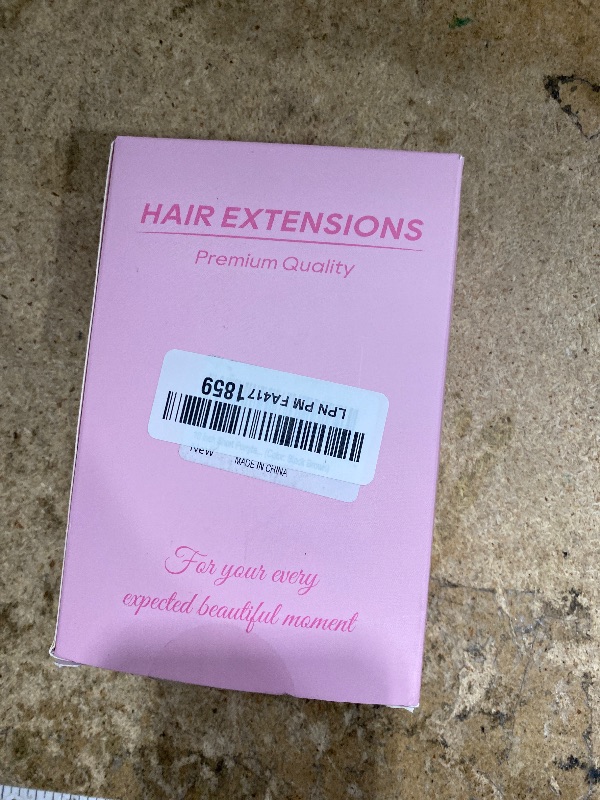 HAIR EXTENSIONS
Premium Quality
LPN PM FA4171859
New
MADE IN CHINA
For your every
expected beautiful moment